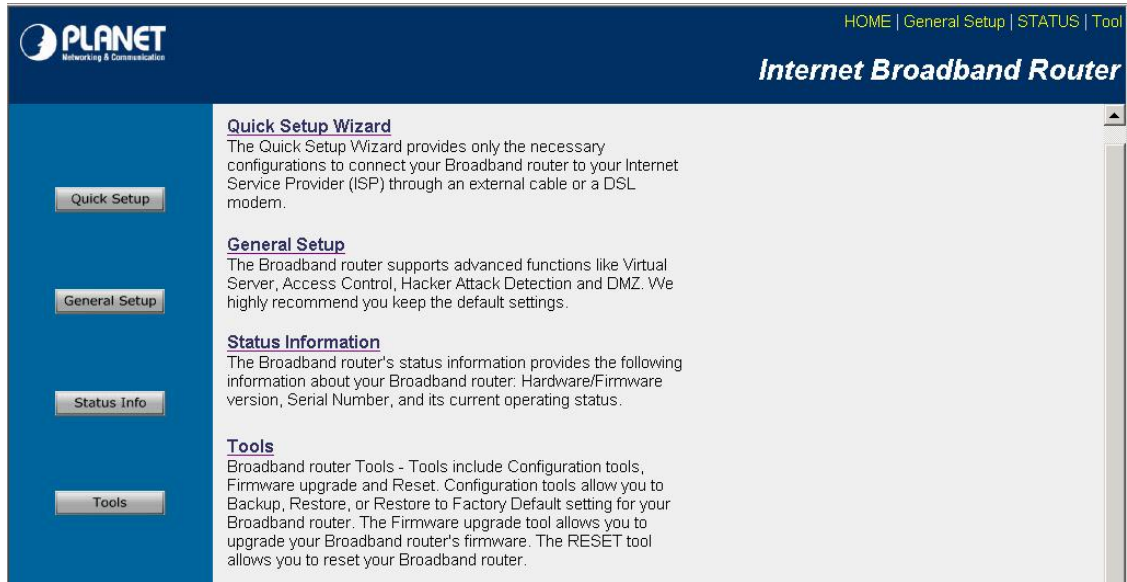 PLANET
Networking & Communication
HOME | General Setup | STATUS | Tool
Internet Broadband Router
Quick Setup
General Setup
Status Info
Tools
Quick Setup Wizard
The Quick Setup Wizard provides only the necessary
configurations to connect your Broadband router to your Internet
Service Provider (ISP) through an external cable or a DSL
modem.
General Setup
The Broadband router supports advanced functions like Virtual
Server, Access Control, Hacker Attack Detection and DMZ. We
highly recommend you keep the default settings.
Status Information
The Broadband router's status information provides the following
information about your Broadband router: Hardware/Firmware
version, Serial Number, and its current operating status.
Tools
Broadband router Tools - Tools include Configuration tools,
Firmware upgrade and Reset. Configuration tools allow you to
Backup, Restore, or Restore to Factory Default setting for your
Broadband router. The Firmware upgrade tool allows you to
upgrade your Broadband router's firmware. The RESET tool
allows you to reset your Broadband router.